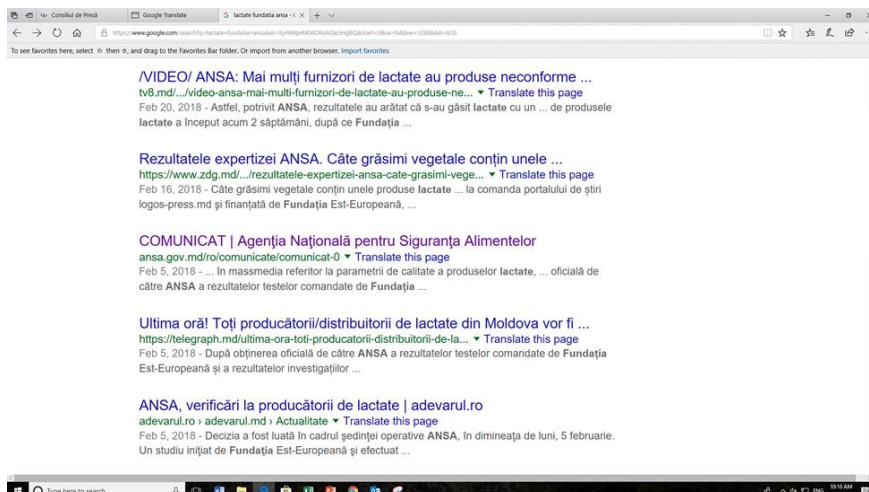 Consiliul de Presă
Google Translate
lactate fundatia ansa -
To see favorites here, select ☆ then ☆, and drag to the Favorites Bar folder. Or import from another browser. Import favorites
/VIDEO/ ANSA: Mai mulți furnizori de lactate au produse neconforme ...
tv8.md/.../video-ansa-mai-multi-furnizori-de-lactate-au-produse-ne... ▼ Translate this page
Feb 20, 2018 - Astfel, potrivit ANSA, rezultatele au arătat că s-au găsit lactate cu un ... de produsele
lactate a început acum 2 săptămâni, după ce Fundația ...
Rezultatele expertizei ANSA. Câte grăsimi vegetale conțin unele ...
https://www.zdg.md/.../rezultatele-expertizei-ansa-cate-grasimi-vege... ▼ Translate this page
Feb 16, 2018 - Câte grăsimi vegetale conțin unele produse lactate ... la comanda portalului de știri
logos-press.md şi finanțată de Fundația Est-Europeană, ...
COMUNICAT | Agenția Națională pentru Siguranța Alimentelor
ansa.gov.md/ro/comunicate/comunicat-0 ▼ Translate this page
Feb 5, 2018 - ... în massmedia referitor la parametrii de calitate a produselor lactate, ... oficială de
către ANSA a rezultatelor testelor comandate de Fundația ...
Ultima oră! Toți producătorii/distribuitorii de lactate din Moldova vor fi ...
https://telegraph.md/ultima-ora-toti-producatorii-distribuitorii-de-la... ▼ Translate this page
Feb 5, 2018 - După obținerea oficială de către ANSA a rezultatelor testelor comandate de Fundația
Est-Europeană și a rezultatelor investigațiilor ...
ANSA, verificări la producătorii de lactate | adevarul.ro
adevarul.ro › adevarul.md › Actualitate ▼ Translate this page
Feb 5, 2018 - Decizia a fost luată în cadrul ședinței operative ANSA, în dimineața de luni, 5 februarie.
Un studiu inițiat de Fundația Est-Europeană şi efectuat ...
Type here to search
ENG
10:10 AM